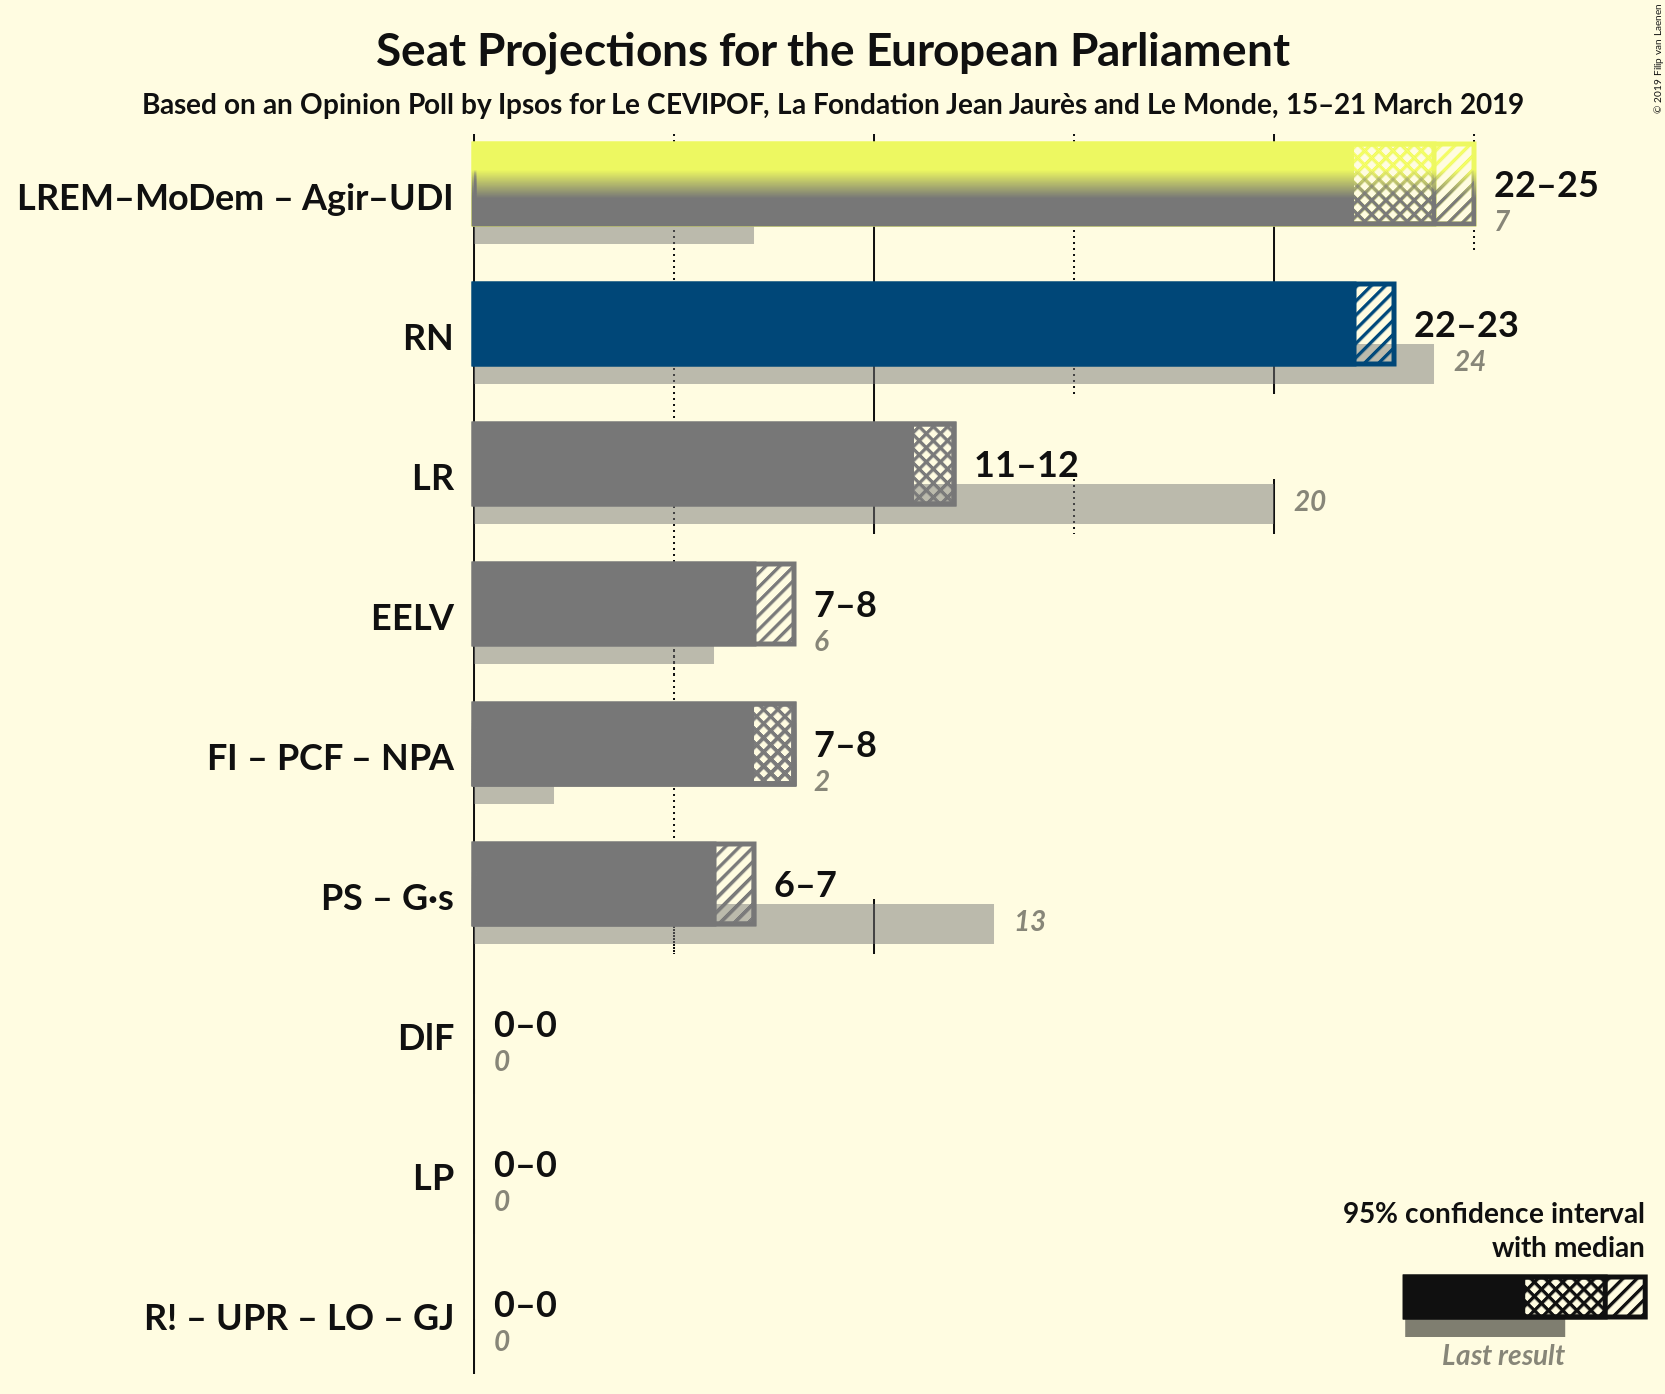 Seat Projections for the European Parliament
Based on an Opinion Poll by Ipsos for Le CEVIPOF, La Fondation Jean Jaurès and Le Monde, 15–21 March 2019
© 2019 Filip van Laenen
LREM–MoDem – Agir–UDI
22–25
7
RN
22–23
24
LR
11–12
20
EELV
7–8
6
FI – PCF – NPA
7–8
2
PS – G·s
6–7
13
DlF
0–0
0
LP
0–0
0
R! – UPR – LO – GJ
0–0
0
95% confidence interval
with median
Last result